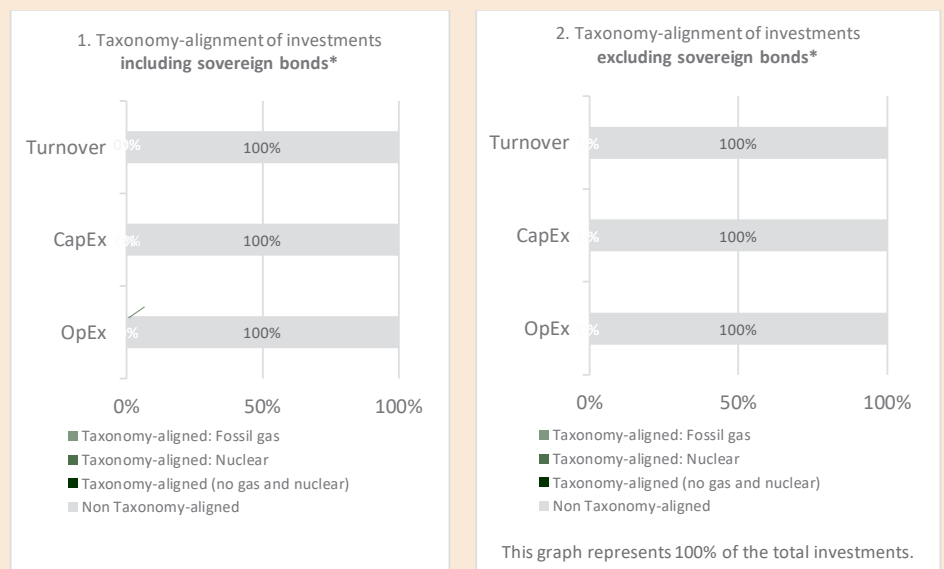 1. Taxonomy-alignment of investments
including sovereign bonds*
Turnover
100%
CapEx
100%
OpEx
%
100%
0%
50%
100%
Taxonomy-aligned: Fossil gas
Taxonomy-aligned: Nuclear
Taxonomy-aligned (no gas and nuclear)
Non Taxonomy-aligned
2. Taxonomy-alignment of investments
excluding sovereign bonds*
Turnover
%
100%
CapEx
%
100%
OpEx
%
100%
0%
50%
100%
Taxonomy-aligned: Fossil gas
Taxonomy-aligned: Nuclear
Taxonomy-aligned (no gas and nuclear)
Non Taxonomy-aligned
This graph represents 100% of the total investments.